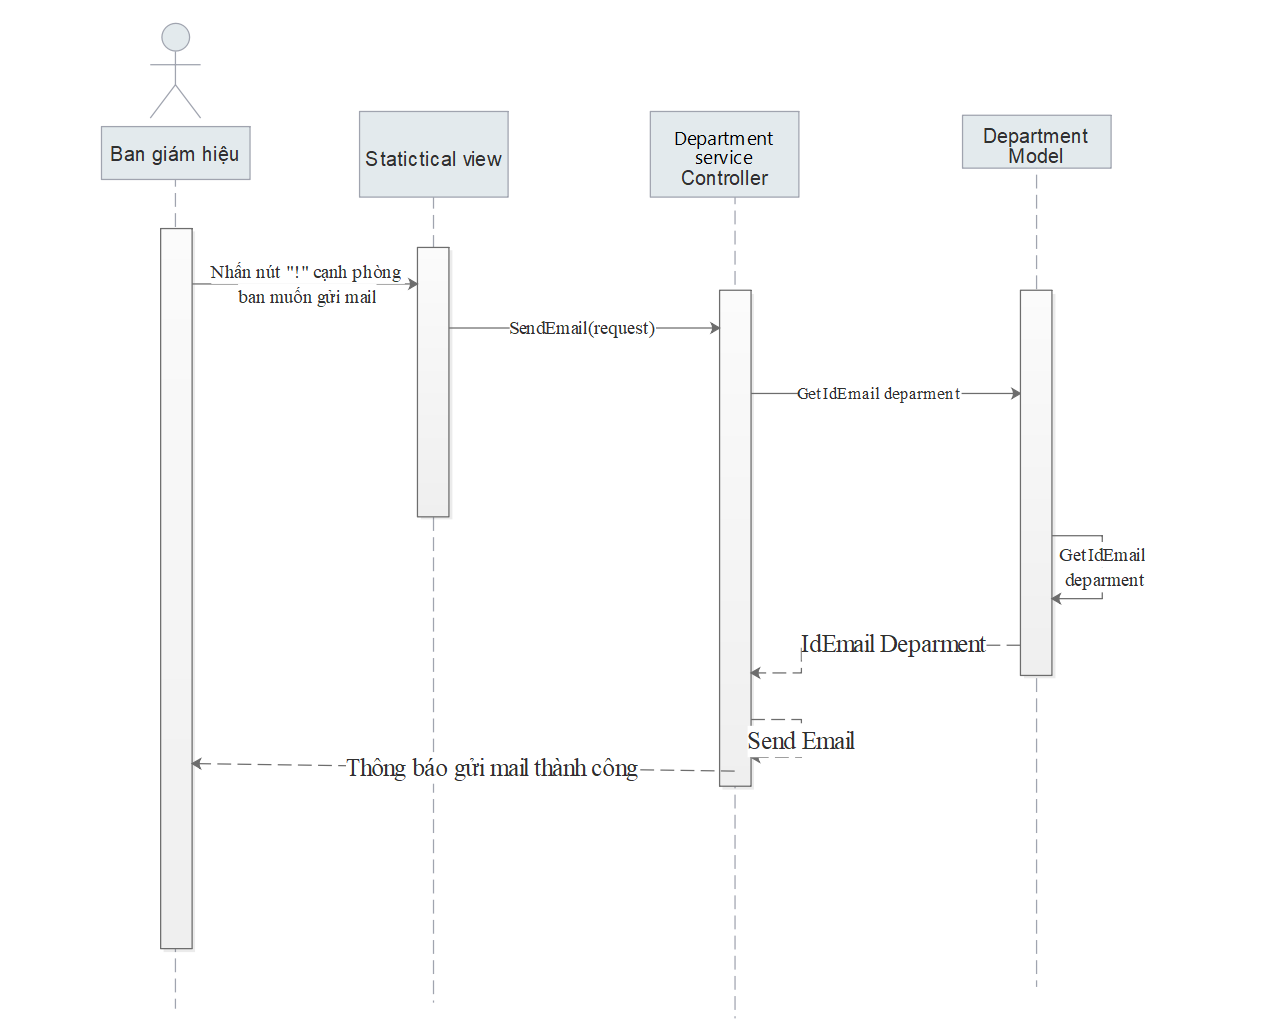 Ban giám hiệu
Statictical view
Department
service
Controller
Department
Model
Nhấn nút "!" cạnh phòng
ban muốn gửi mail
SendEmail(request)
GetIdEmail deparment
GetIdEmail
deparment
IdEmail Deparment
Send Email
Thông báo gửi mail thành công